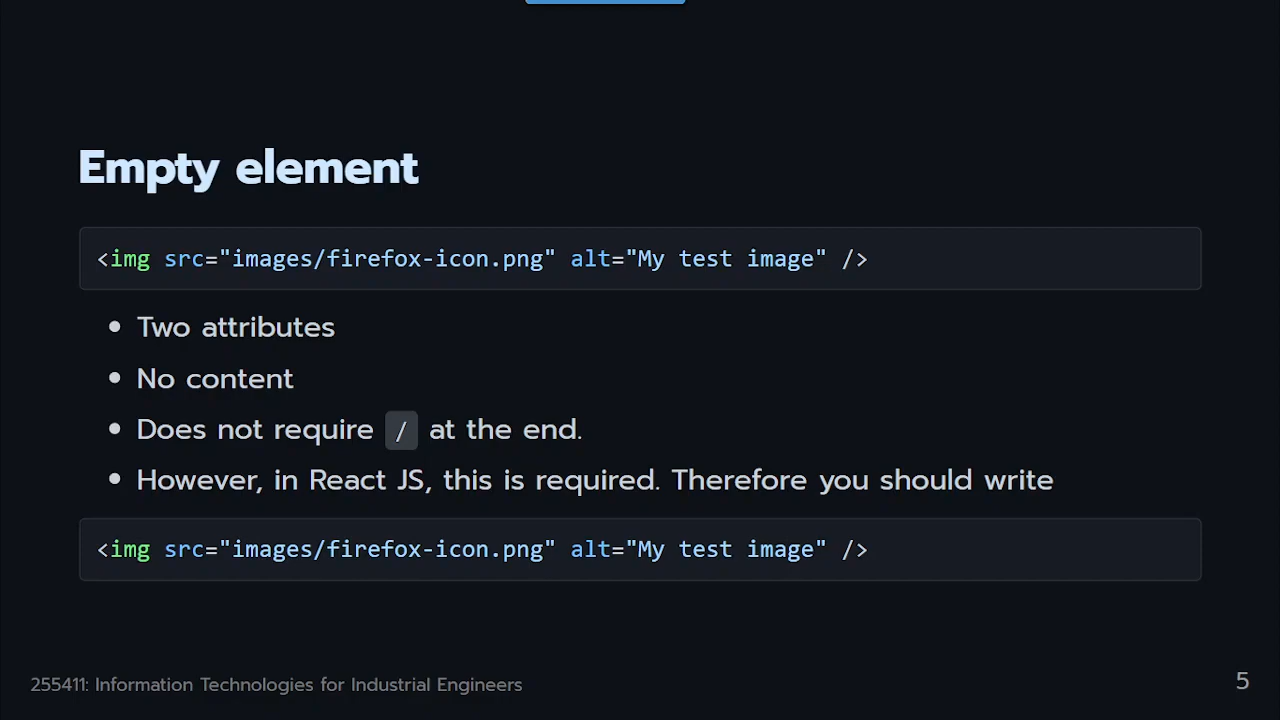 Empty element
<img src="images/firefox-icon.png" alt="My test image" />
Two attributes
No content
Does not require / at the end.
However, in React JS, this is required. Therefore you should write
<img src="images/firefox-icon.png" alt="My test image" />
255411: Information Technologies for Industrial Engineers
5